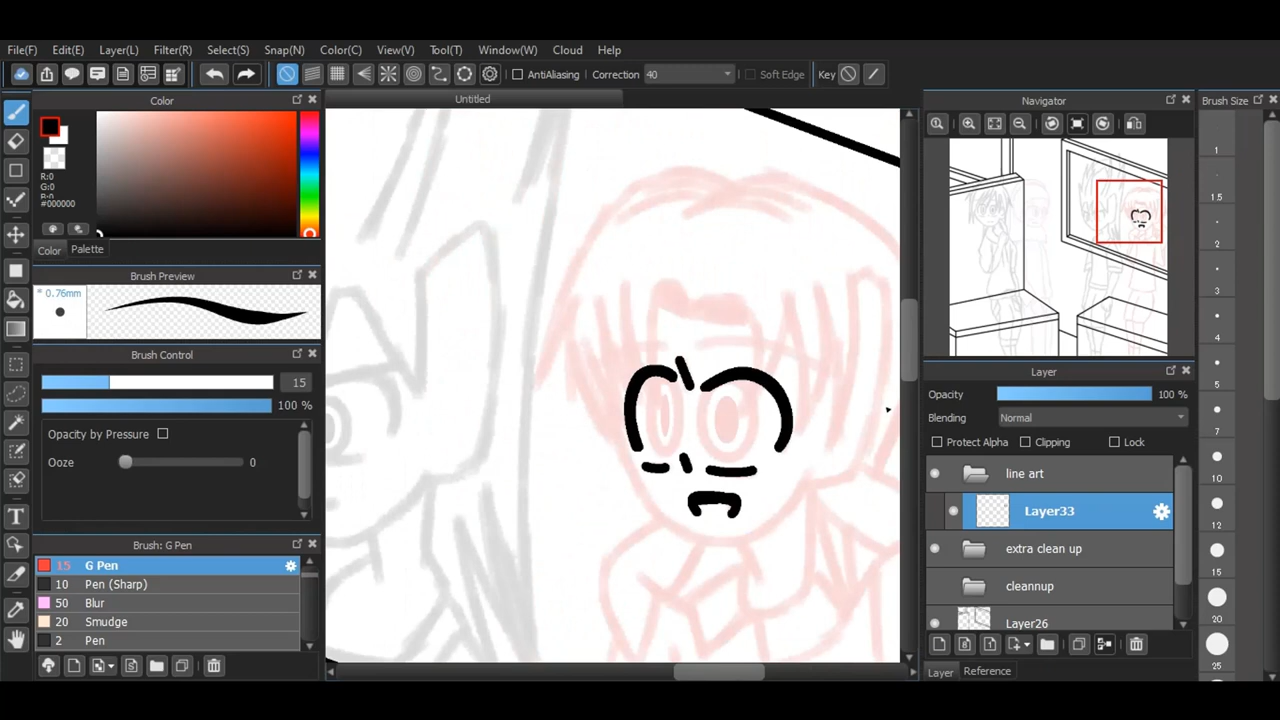 File(F) Edit(E) Layer(L) Filter(R) Select(S) Snap(N) Color(C) View(V) Tool(T) Window(W) Cloud Help
AntiAliasing Correction 40 Soft Edge Key
Color
R:0
G:0
B:0
#000000
Color Palette
Brush Preview
* 0.76mm
Brush Control
15
100 %
Opacity by Pressure
Ooze 0
Brush: G Pen
15 G Pen
10 Pen (Sharp)
50 Blur
20 Smudge
2 Pen
T
Untitled
Navigator
Layer
Opacity 100 %
Blending Normal
Protect Alpha Clipping Lock
line art
Layer33
extra clean up
cleannup
Layer26
Layer Reference
Brush Size
1
1.5
2
3
4
5
7
10
12
15
20
25